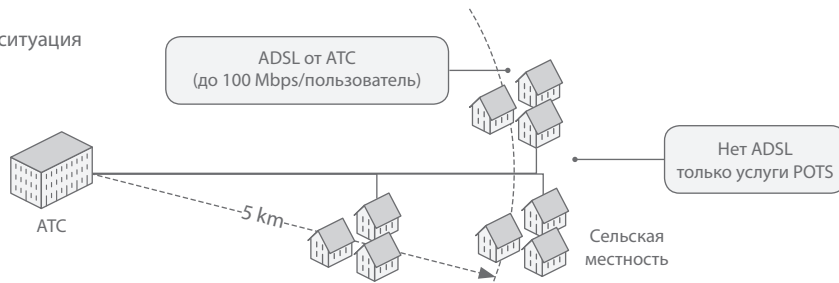 ситуация
ADSL от АТС
(до 100 Mbps/пользователь)
Нет ADSL
только услуги POTS
АТС
5 km
Сельская
местность